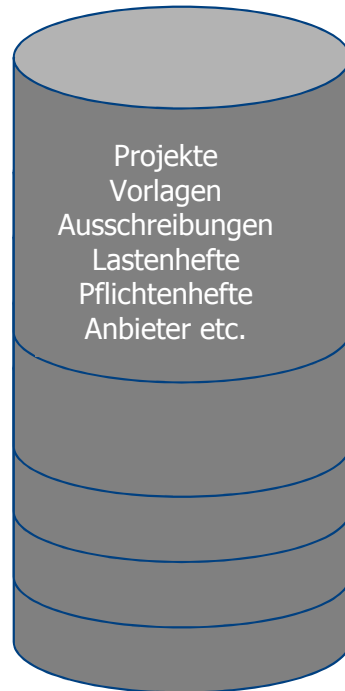 Projekte
Vorlagen
Ausschreibungen
Lastenhefte
Pflichtenhefte
Anbieter etc.